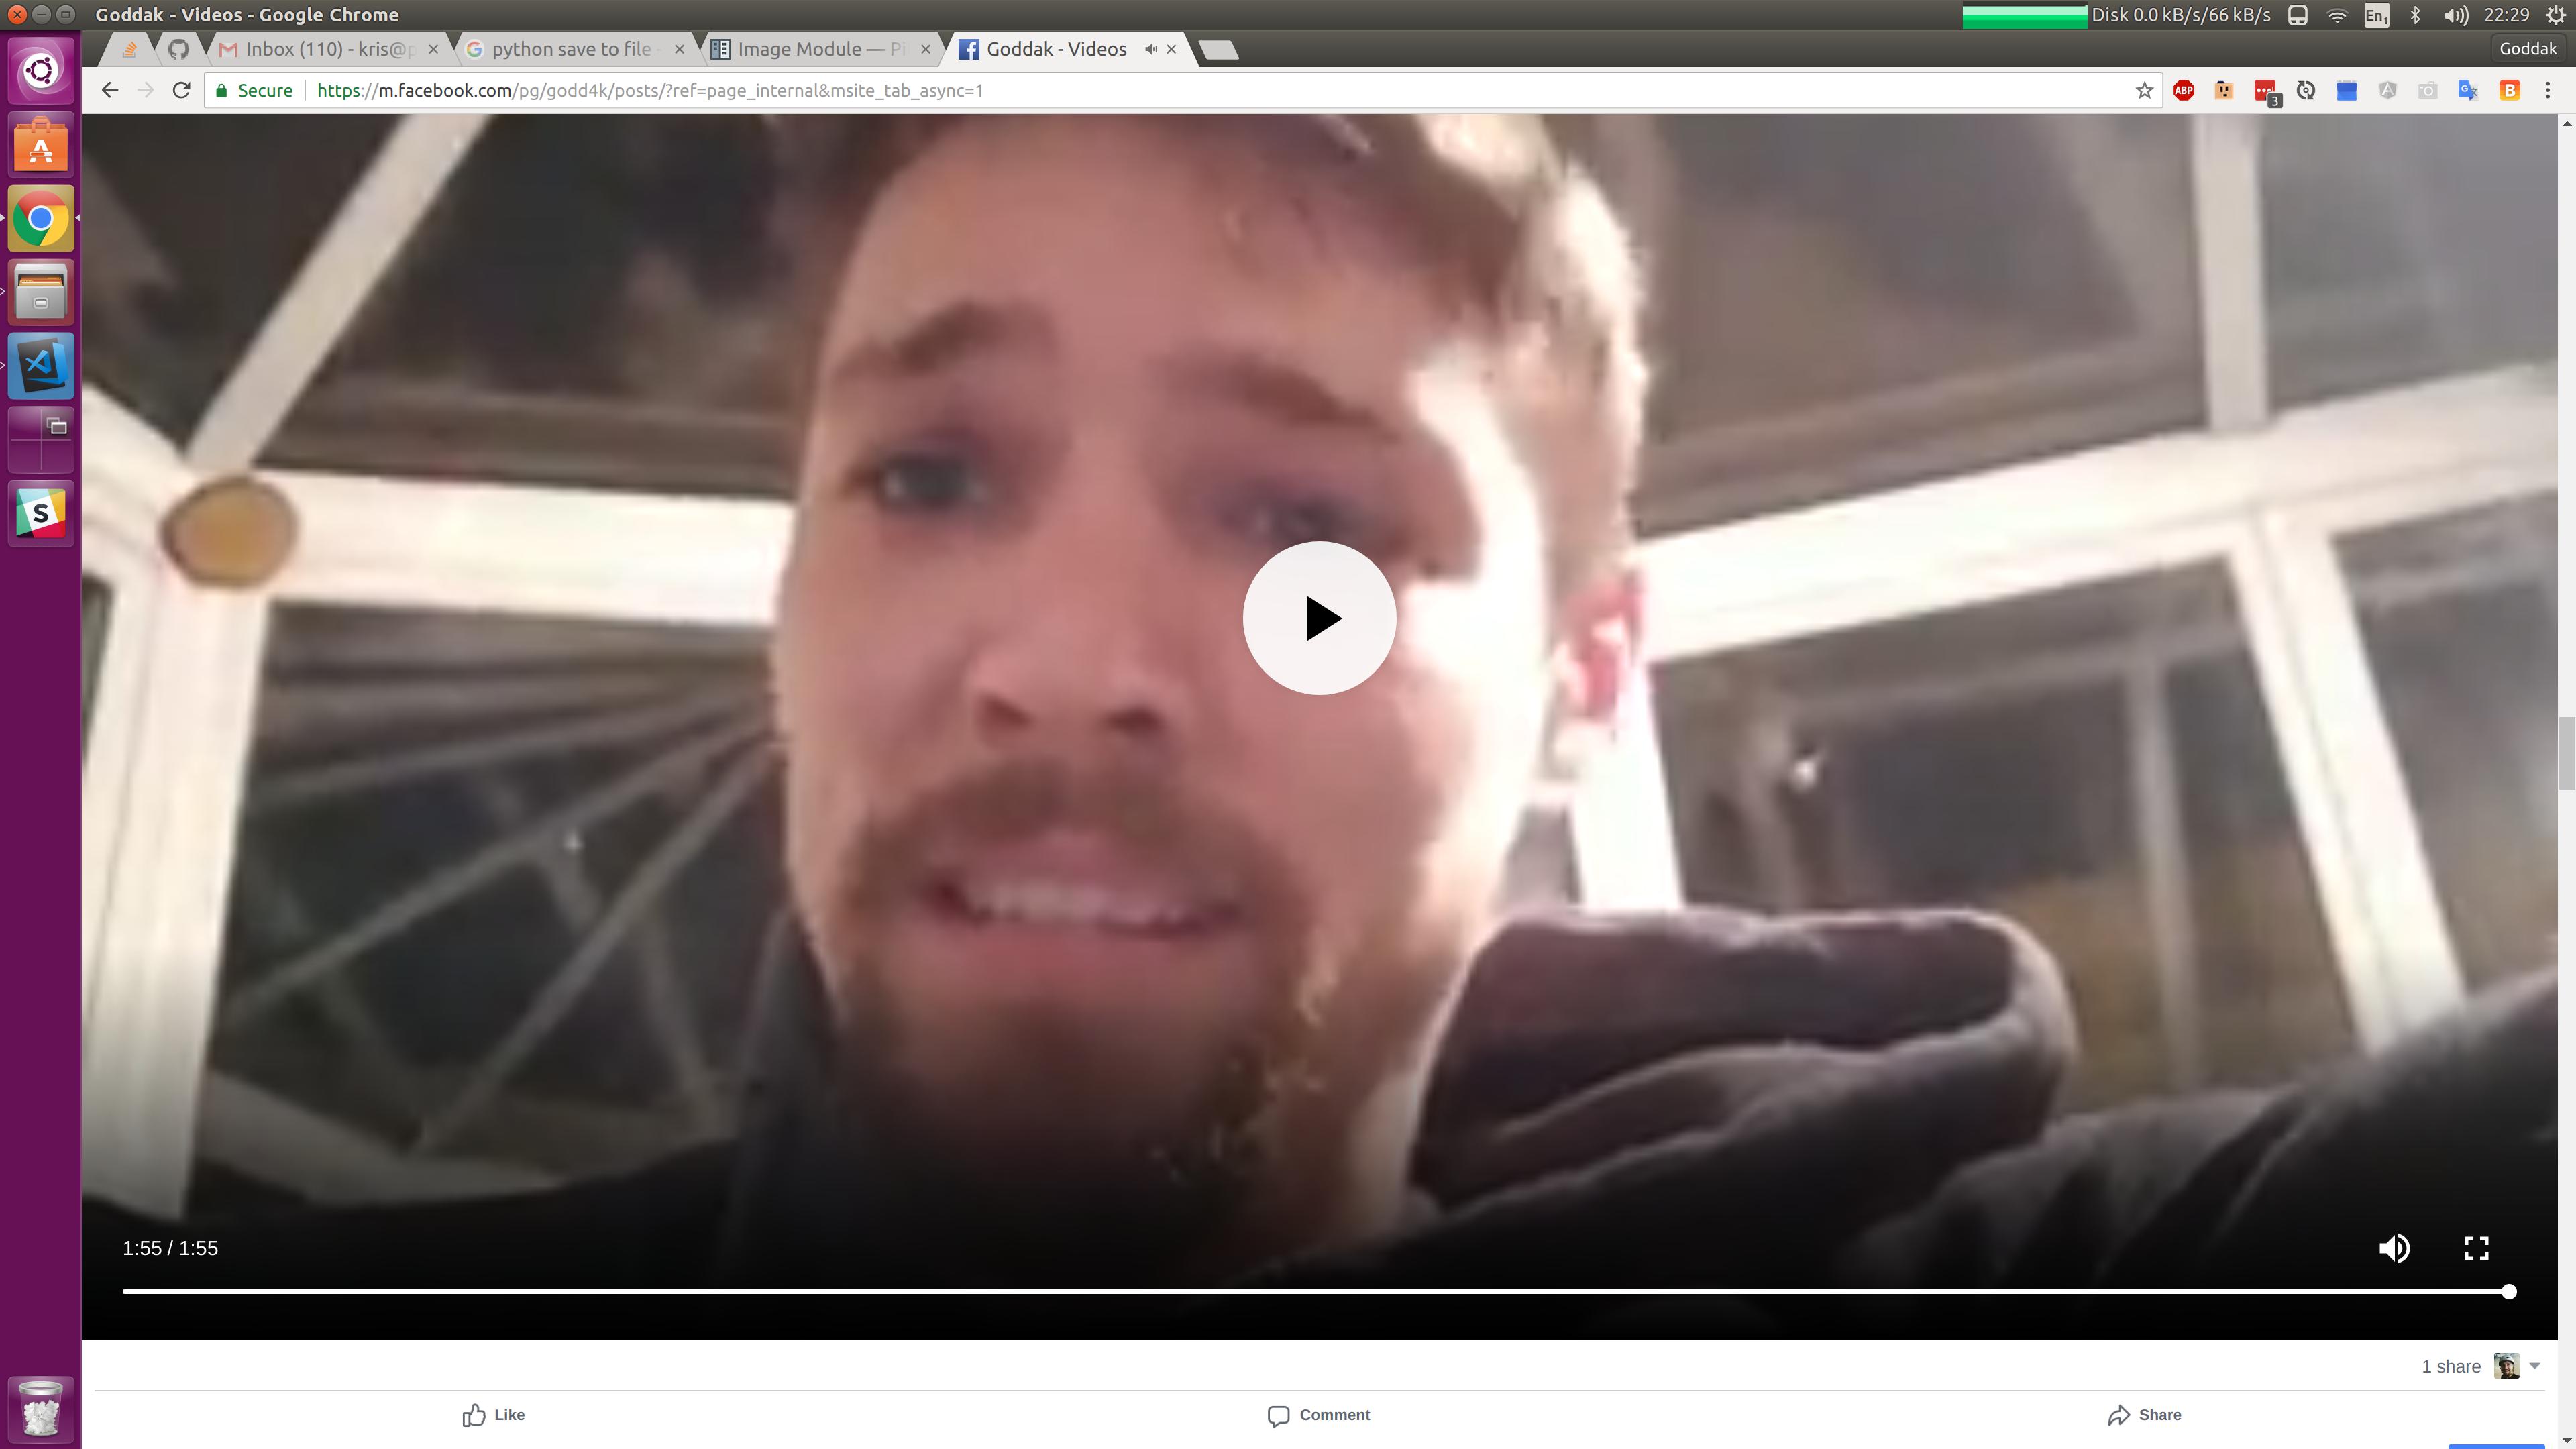 Goddak - Videos - Google Chrome
Disk 0.0 kB/s/66 kB/s
En1
22:29
Inbox (110) - kris@p
python save to file -
Image Module — Pi
Goddak - Videos
Goddak
Secure
https://m.facebook.com/pg/godd4k/posts/?ref=page_internal&msite_tab_async=1
ABP
3
B
A
S
1:55 / 1:55
1 share
Like
Comment
Share